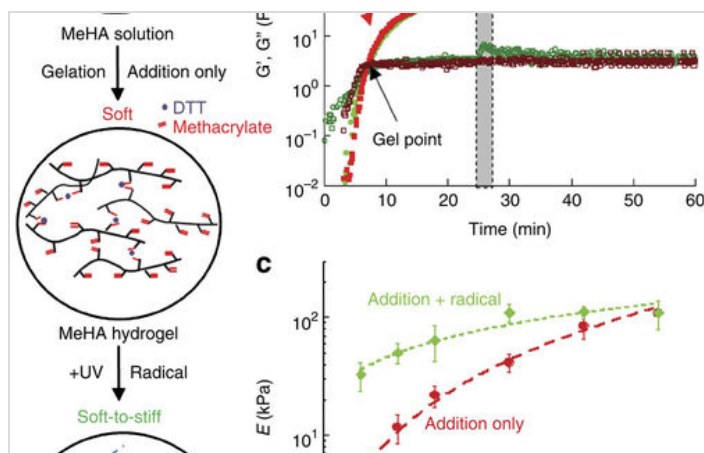 MeHA solution
Gelation Addition only
Soft
DTT
Methacrylate
MeHA hydrogel
+UV Radical
Soft-to-stiff
G', G'' (P
10¹
10⁰
10⁻¹
10⁻²
Gel point
0 10 20 30 40 50 60
Time (min)
c
Addition + radical
10²
E (kPa)
Addition only
10¹